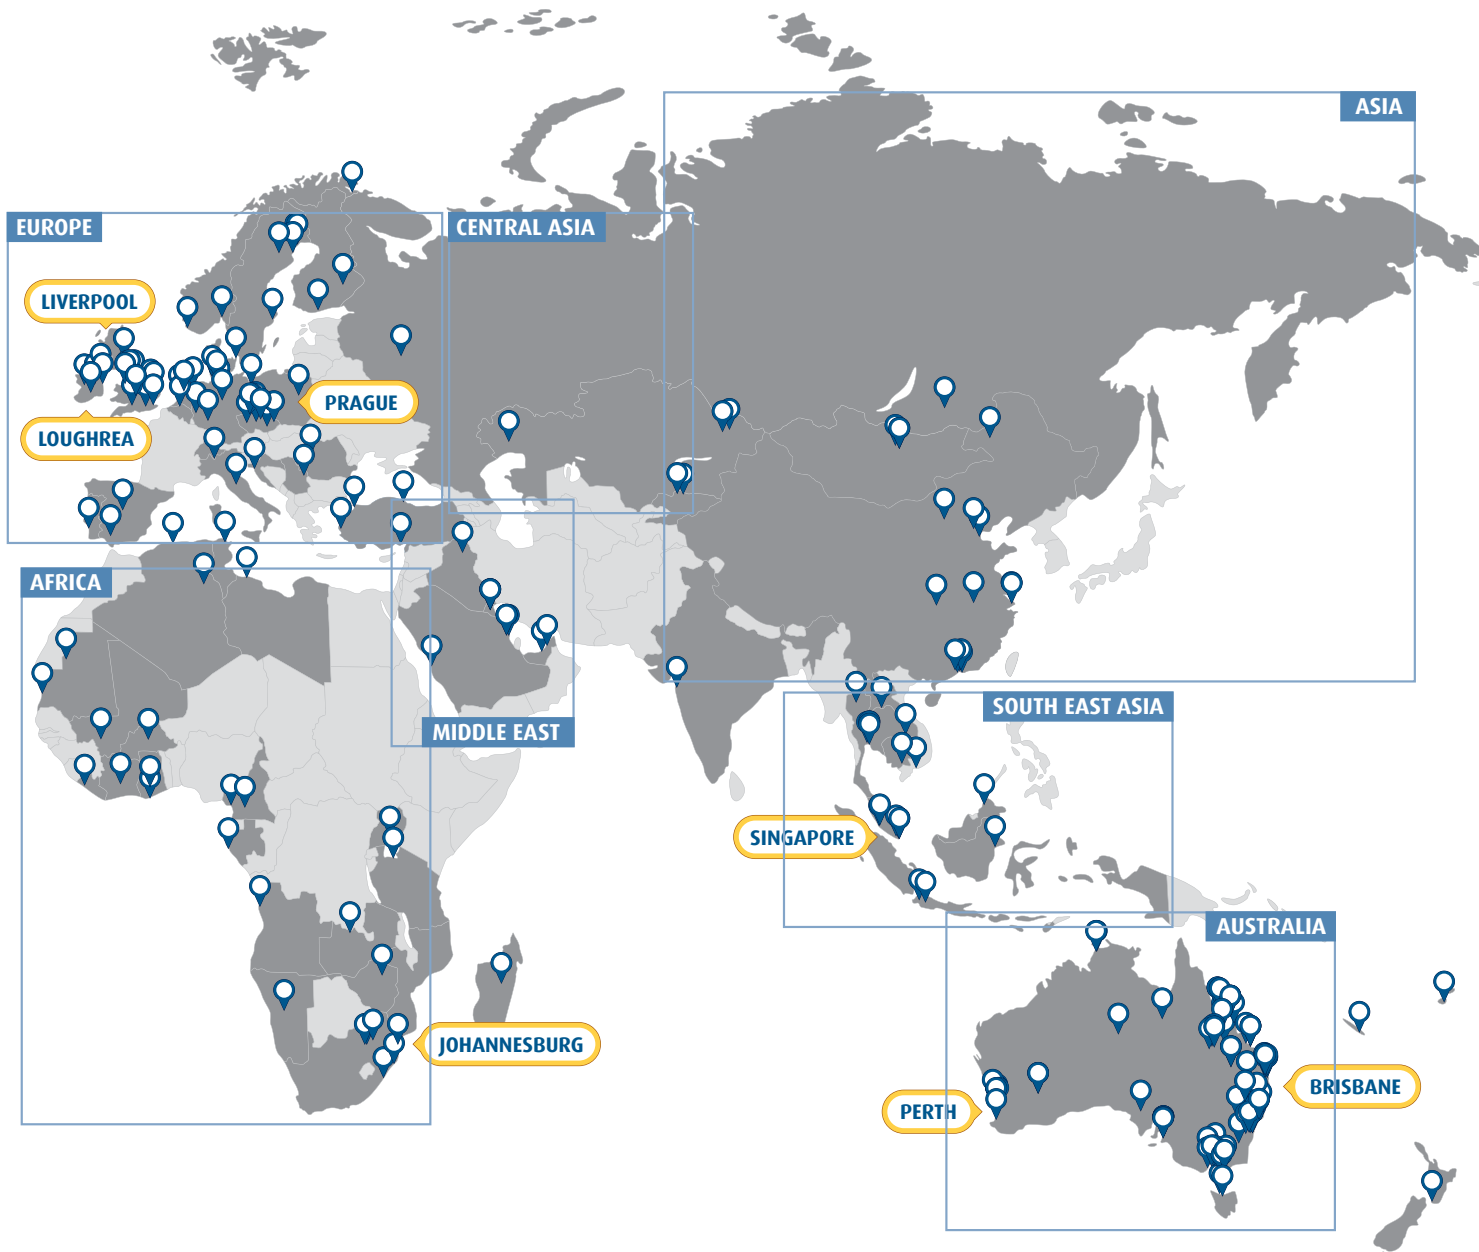 ASIA
EUROPE
CENTRAL ASIA
LIVERPOOL
PRAGUE
LOUGHREA
AFRICA
MIDDLE EAST
SOUTH EAST ASIA
SINGAPORE
AUSTRALIA
JOHANNESBURG
BRISBANE
PERTH